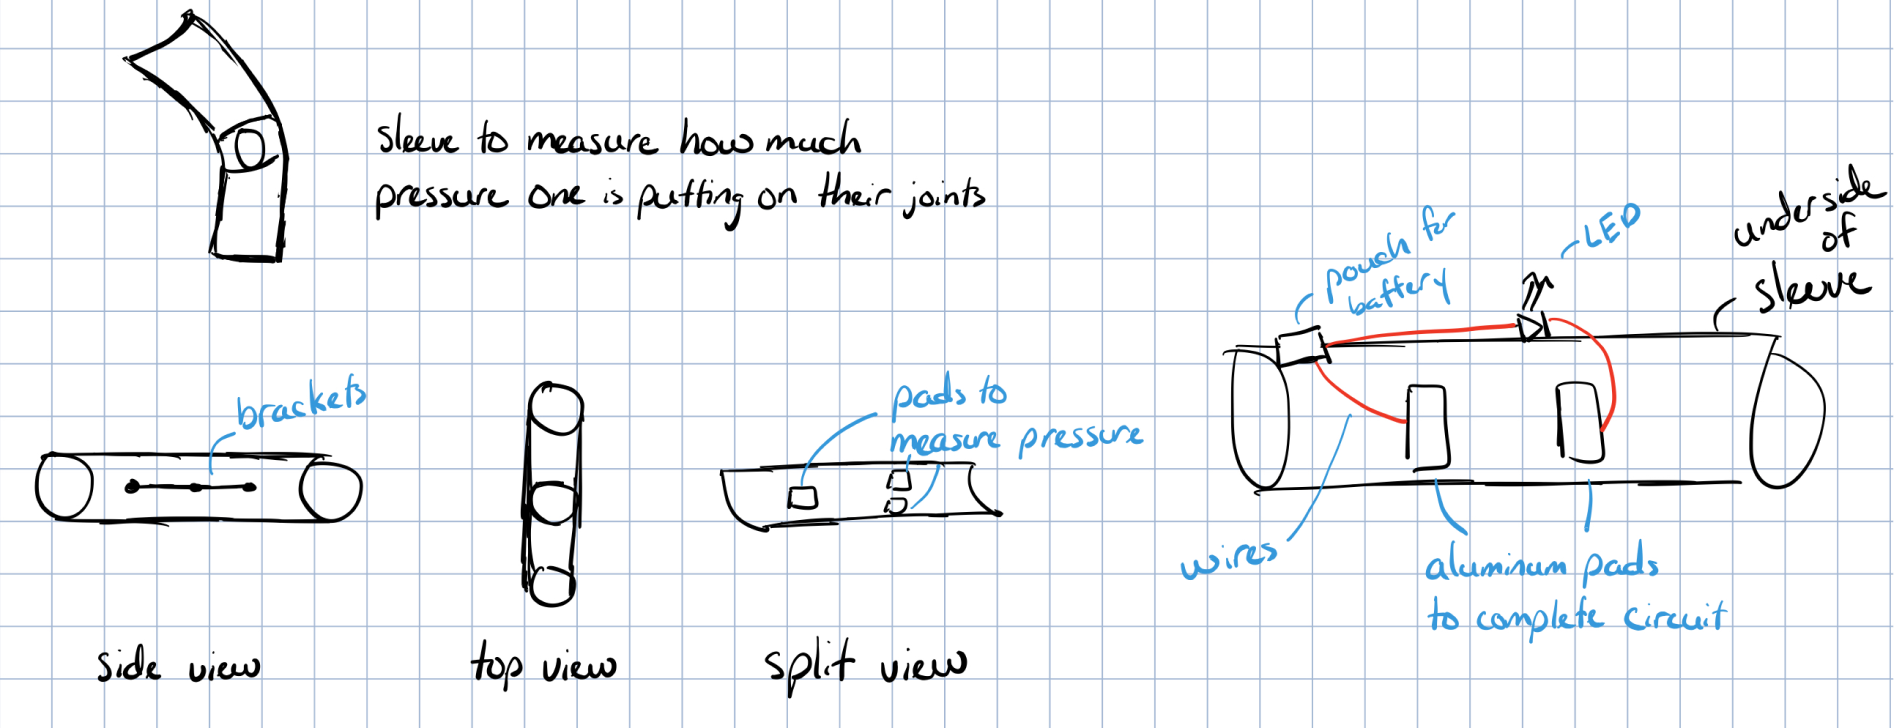 sleeve to measure how much
pressure one is putting on their joints
brackets
side view
top view
pads to
measure pressure
split view
pouch for
battery
LED
underside
of
sleeve
wires
aluminum pads
to complete circuit